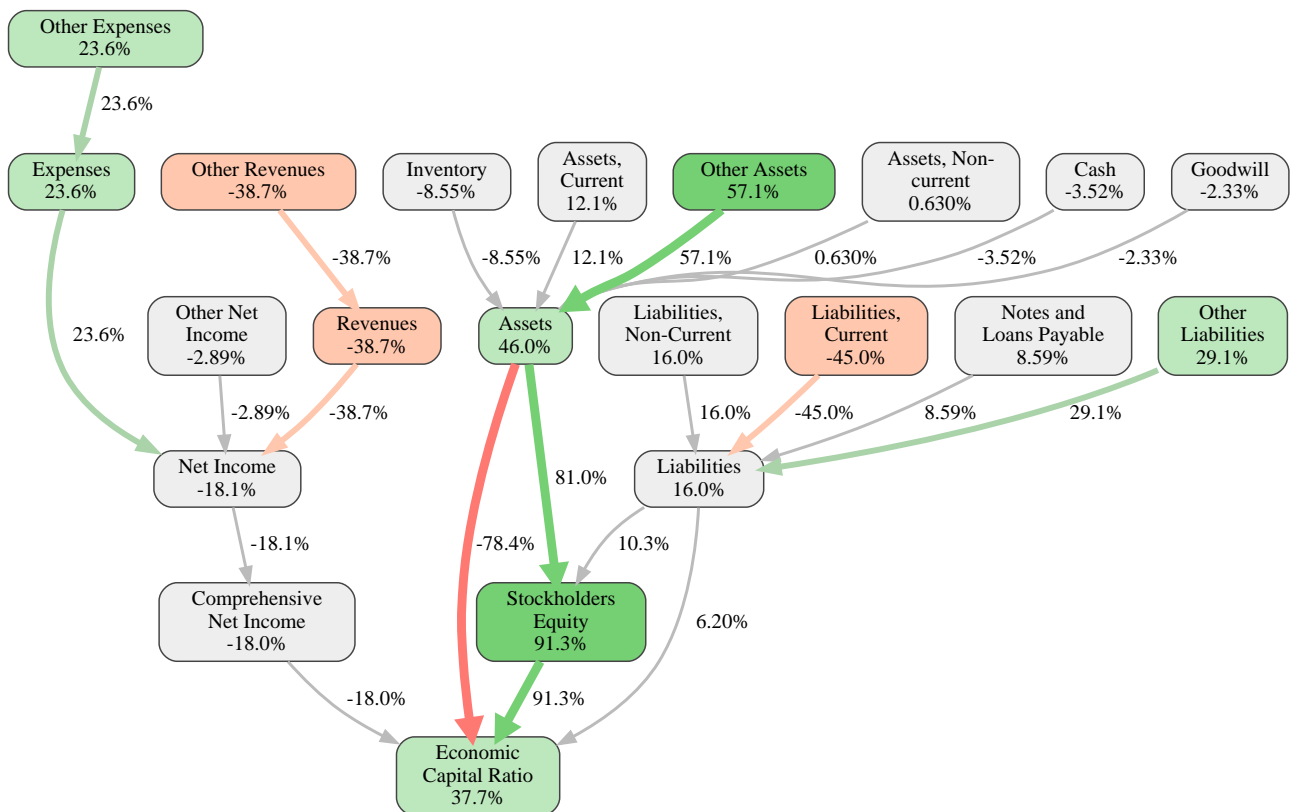 Other Expenses
23.6%
23.6%
Expenses
23.6%
Other Revenues
-38.7%
Inventory
-8.55%
Assets,
Current
12.1%
Other Assets
57.1%
Assets, Non-
current
0.630%
Cash
-3.52%
Goodwill
-2.33%
-38.7%
-8.55%
12.1%
57.1%
0.630%
-3.52%
-2.33%
23.6%
Other Net
Income
-2.89%
Revenues
-38.7%
Assets
46.0%
Liabilities,
Non-Current
16.0%
Liabilities,
Current
-45.0%
Notes and
Loans Payable
8.59%
Other
Liabilities
29.1%
-2.89%
-38.7%
16.0%
-45.0%
8.59%
29.1%
Net Income
-18.1%
81.0%
Liabilities
16.0%
-18.1%
-78.4%
10.3%
Comprehensive
Net Income
-18.0%
Stockholders
Equity
91.3%
6.20%
-18.0%
91.3%
Economic
Capital Ratio
37.7%